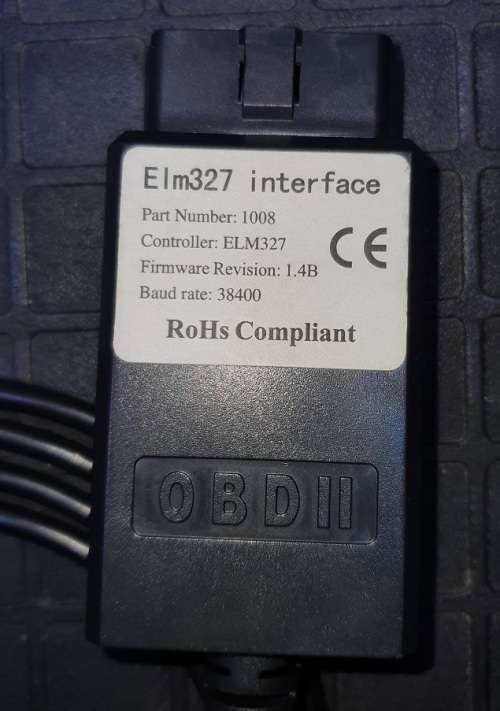 Elm327 interface
Part Number: 1008
Controller: ELM327
Firmware Revision: 1.4B
Baud rate: 38400
CE
RoHs Compliant
OBDII